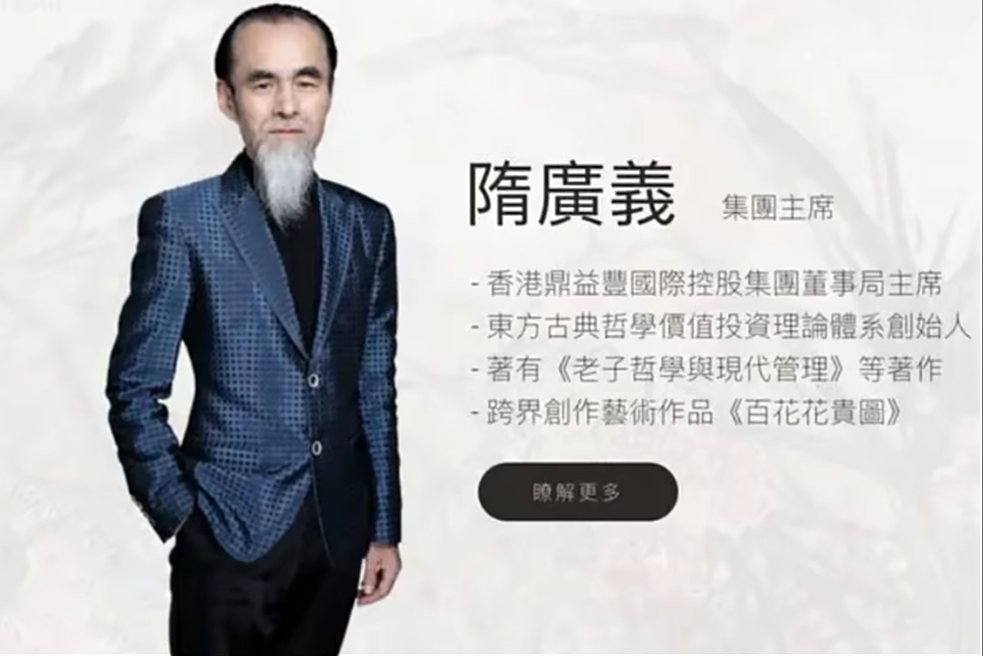 隋廣義 集團主席
- 香港鼎益豐國際控股集團董事局主席
- 東方古典哲學價值投資理論體系創始人
- 著有《老子哲學與現代管理》等著作
- 跨界創作藝術作品《百花花貴圖》
瞭解更多